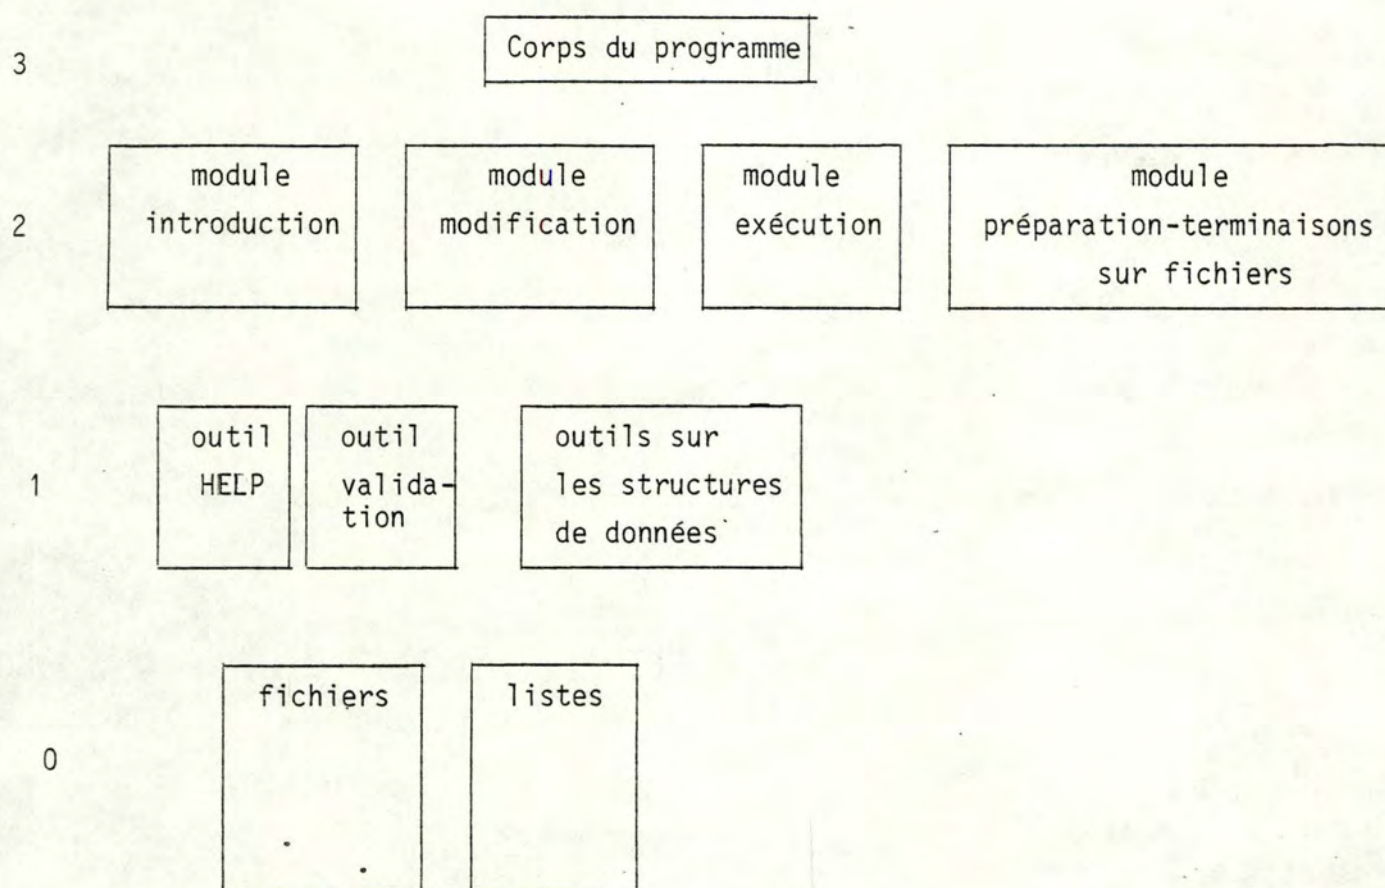 3
Corps du programme
2
module
introduction
module
modification
module
exécution
module
préparation-terminaisons
sur fichiers
1
outil
HELP
outil
valida-
tion
outils sur
les structures
de données
0
fichiers
listes